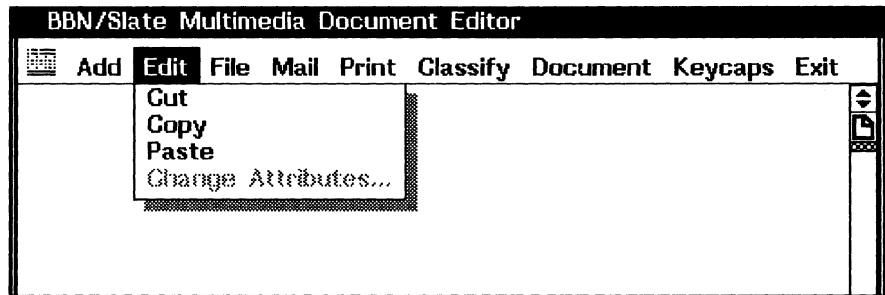 BBN/Slate Multimedia Document Editor
Add Edit File Mail Print Classify Document Keycaps Exit
Cut
Copy
Paste
Change Attributes...